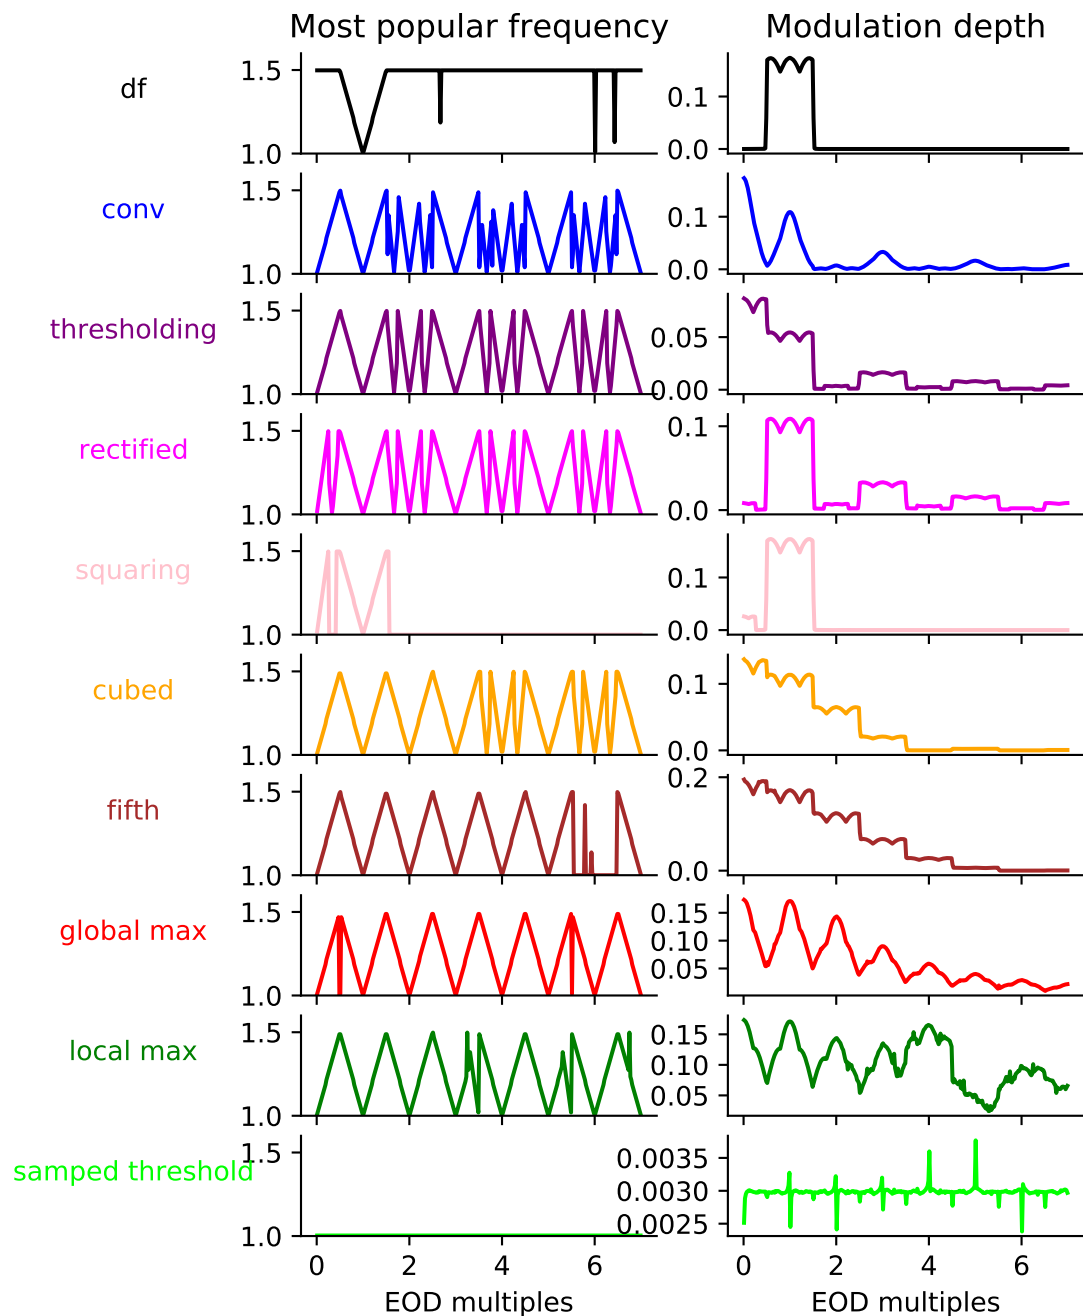 Most popular frequency Modulation depth
df 1.5 1.0 0.1 0.0
conv 1.5 1.0 0.1 0.0
thresholding 1.5 1.0 0.05 0.00
rectified 1.5 1.0 0.1 0.0
squaring 1.5 1.0 0.1 0.0
cubed 1.5 1.0 0.1 0.0
fifth 1.5 1.0 0.2 0.0
global max 1.5 1.0 0.15 0.10 0.05
local max 1.5 1.0 0.15 0.10 0.05
samped threshold 1.5 1.0 0.0035 0.0030 0.0025
0 2 4 6 0 2 4 6
EOD multiples EOD multiples